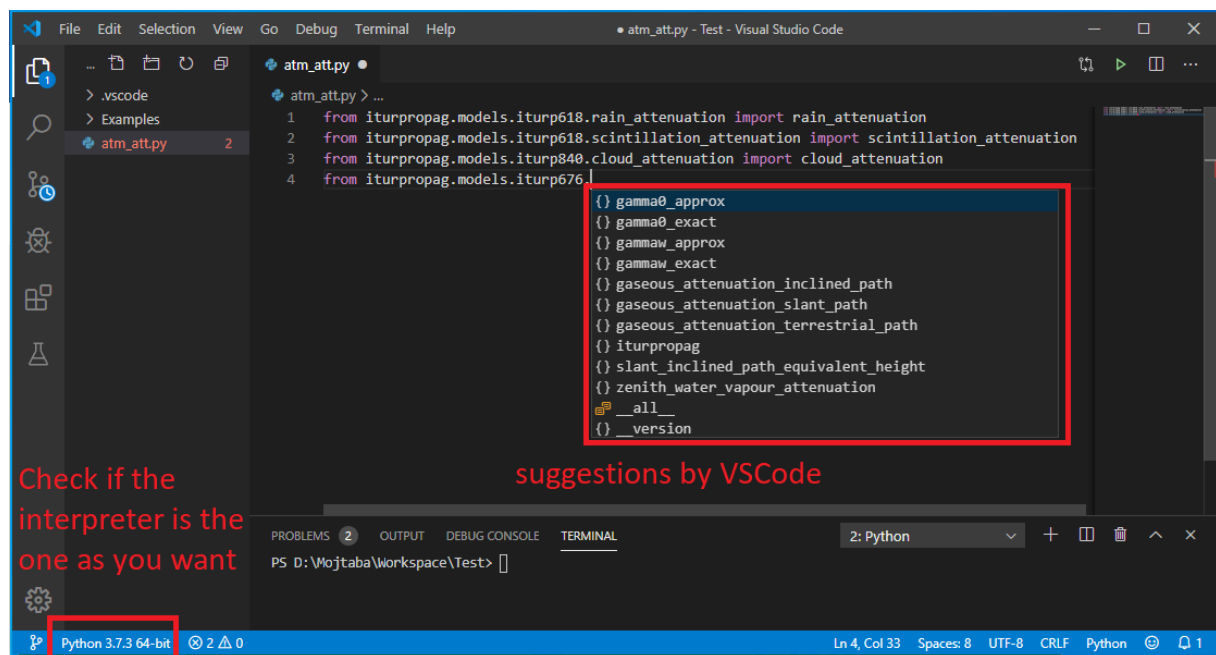 File Edit Selection View Go Debug Terminal Help ● atm_att.py - Test - Visual Studio Code
... atm_att.py ●
1
> .vscode
> Examples
atm_att.py 2
atm_att.py > ...
1 from iturpropag.models.iturp618.rain_attenuation import rain_attenuation
2 from iturpropag.models.iturp618.scintillation_attenuation import scintillation_attenuation
3 from iturpropag.models.iturp840.cloud_attenuation import cloud_attenuation
4 from iturpropag.models.iturp676.
{} gamma0_approx
{} gamma0_exact
{} gammaw_approx
{} gammaw_exact
{} gaseous_attenuation_inclined_path
{} gaseous_attenuation_slant_path
{} gaseous_attenuation_terrestrial_path
{} iturpropag
{} slant_inclined_path_equivalent_height
{} zenith_water_vapour_attenuation
__all__
{} __version
suggestions by VSCode
Check if the
interpreter is the
one as you want
PROBLEMS 2 OUTPUT DEBUG CONSOLE TERMINAL 2: Python
PS D:\Mojtaba\Workspace\Test>
Python 3.7.3 64-bit 2 0 Ln 4, Col 33 Spaces: 8 UTF-8 CRLF Python 1